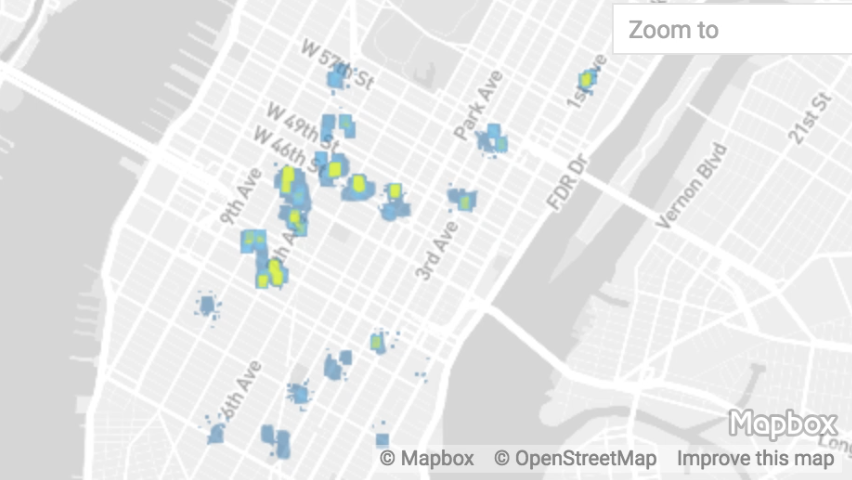 Zoom to
W 57th St
Park Ave
1st Ave
W 49th St
W 46th St
21st St
9th Ave
FDR Dr
Vernon Blvd
3rd Ave
6th Ave
Mapbox
Long
© Mapbox © OpenStreetMap Improve this map